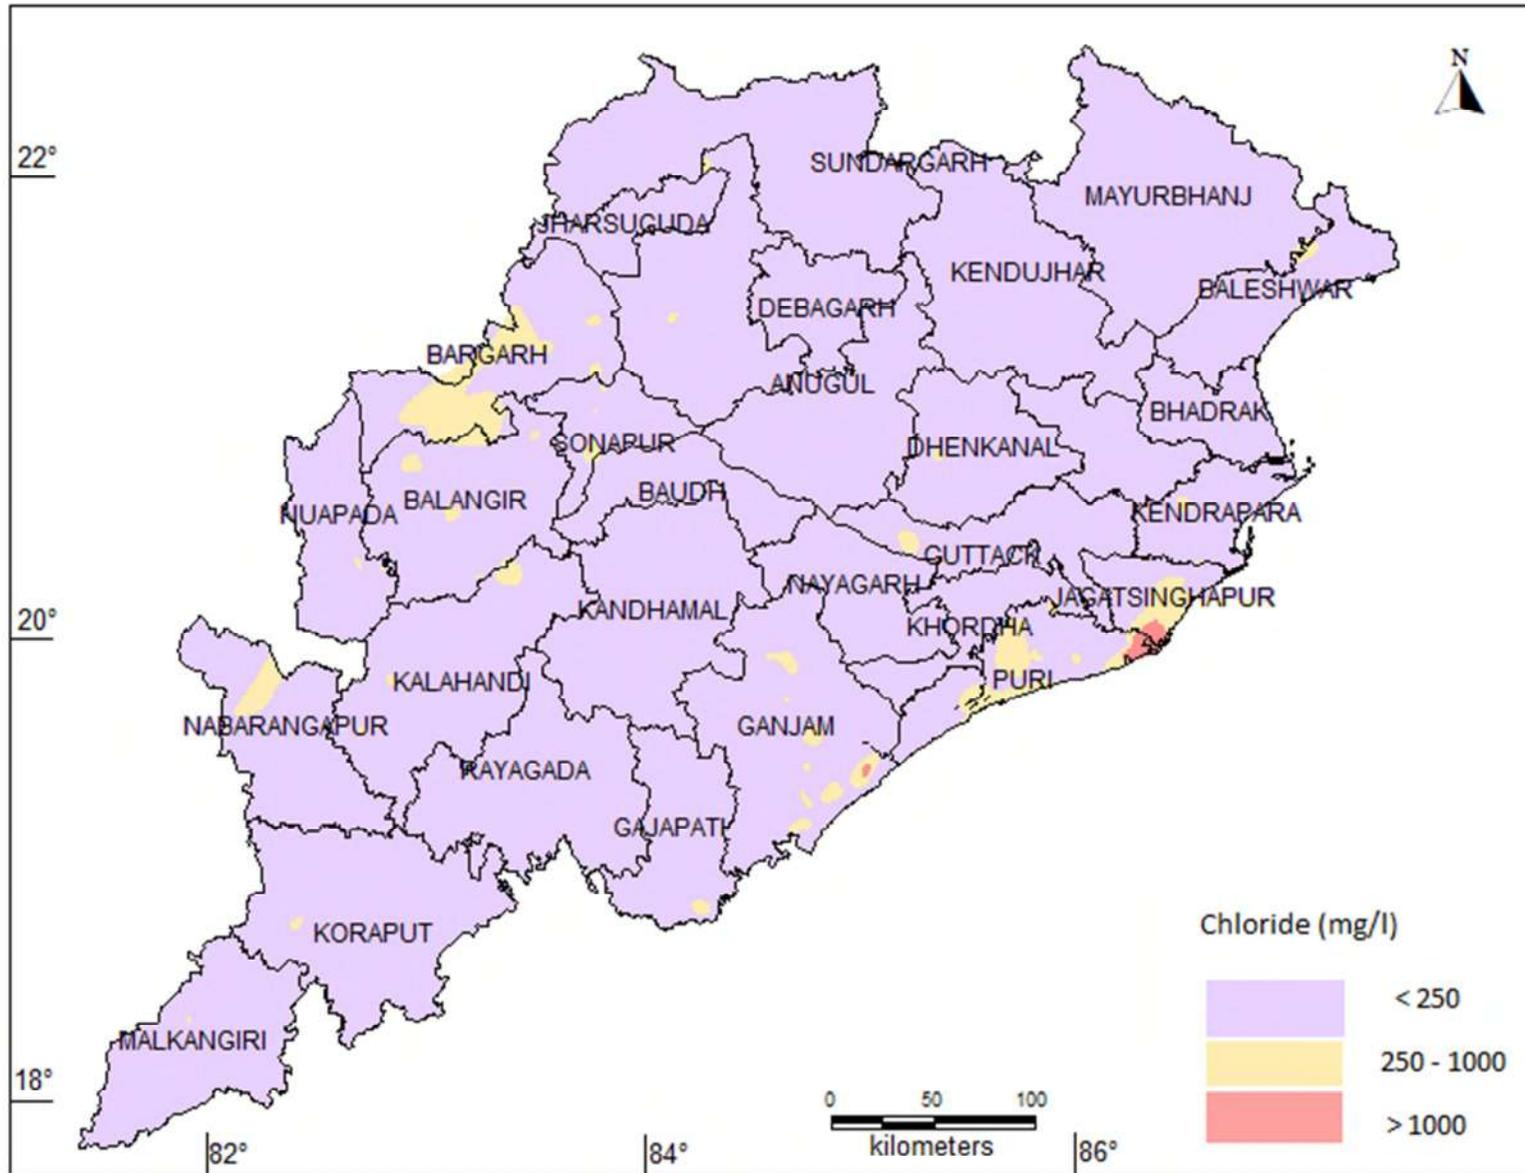 N
22°
SUNDARGARH
MAYURBHANJ
JHARSUGUDA
KENDUJHAR
BALESHWAR
DEBAGARH
BARGARH
ANUGUL
BHADRAK
SONAPUR
DHENKANAL
BAUDH
BALANGIR
NUAPADA
KENDRAPARA
CUTTACK
NAYAGARH
JAGATSINGHAPUR
KANDHAMAL
KHORDHA
20°
PURI
KALAHANDI
NABARANGAPUR
GANJAM
RAYAGADA
GAJAPATI
KORAPUT
MALKANGIRI
Chloride (mg/l)
< 250
250 - 1000
> 1000
18°
0 50 100
kilometers
82° 84° 86°